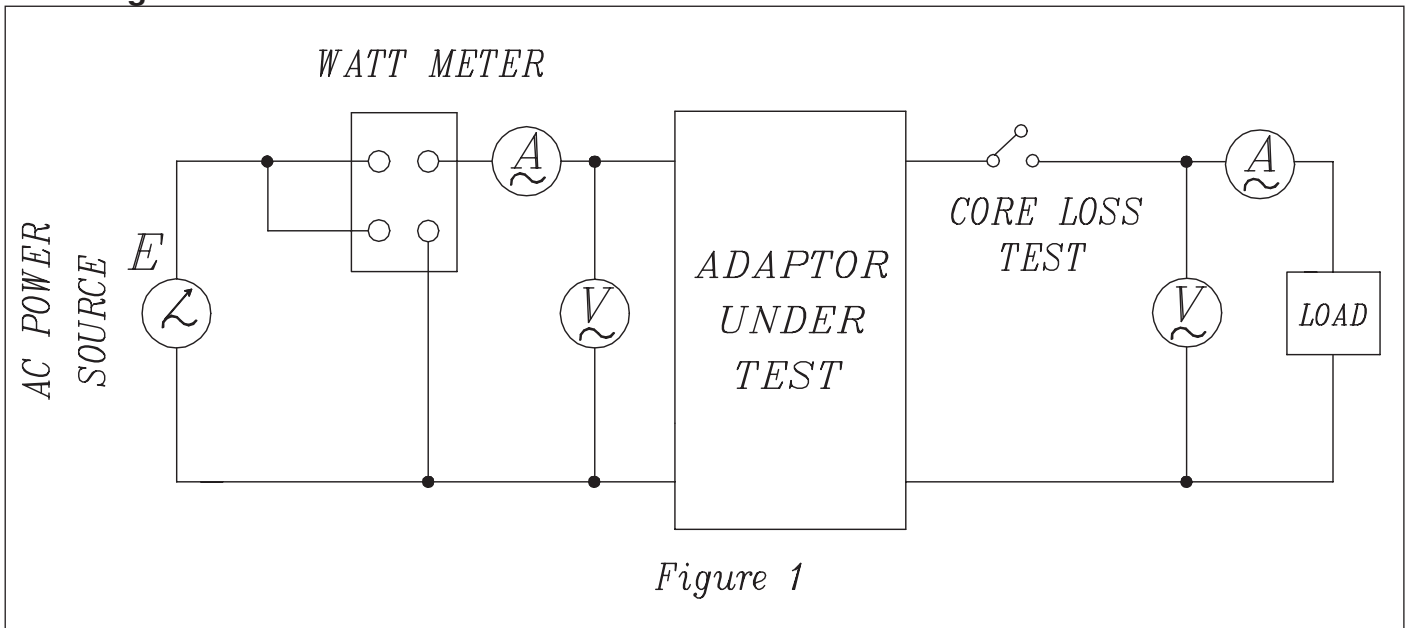 WATT METER
A
A
CORE LOSS
TEST
AC POWER
SOURCE
E
V
ADAPTOR
UNDER
TEST
V
LOAD
Figure 1